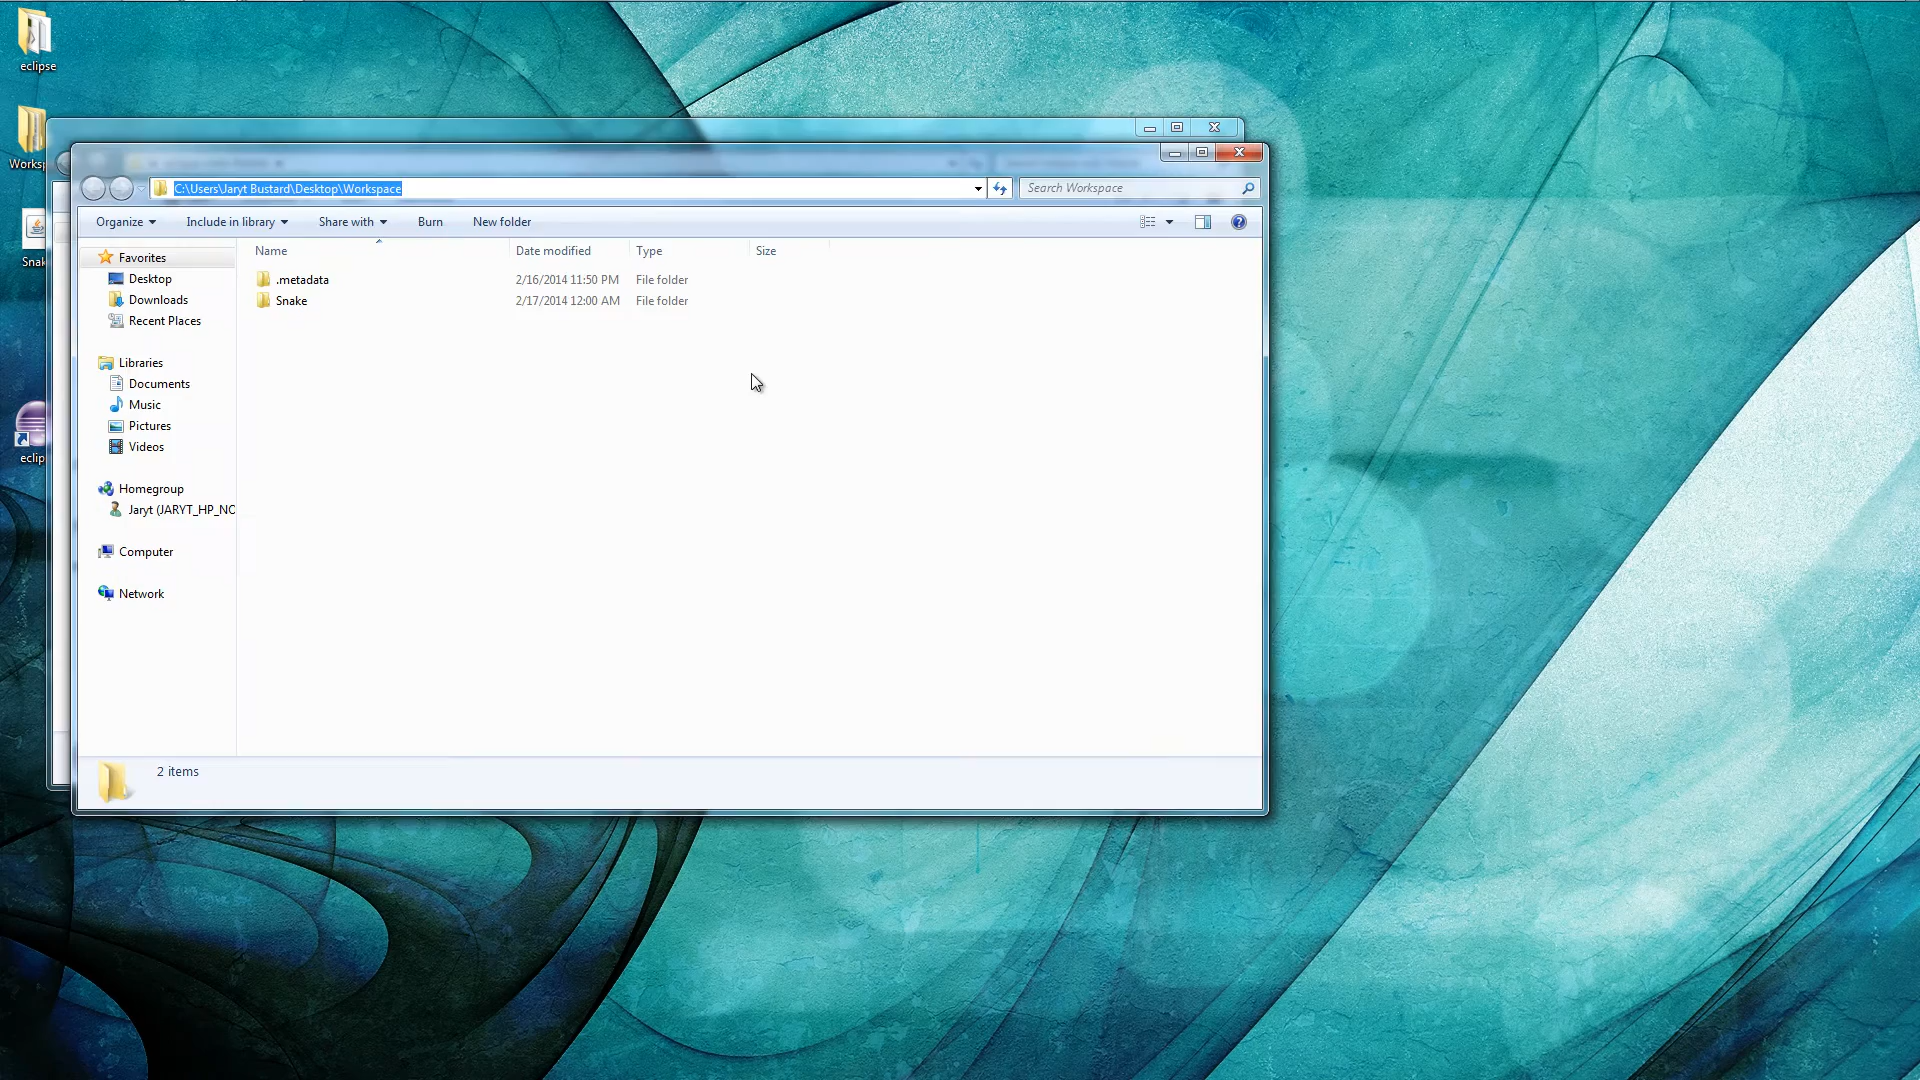 eclipse
Worksp
Snak
eclip
C:\Users\Jaryt Bustard\Desktop\Workspace
Search Workspace
Organize
Include in library
Share with
Burn
New folder
Name
Date modified
Type
Size
.metadata 2/16/2014 11:50 PM File folder
Snake 2/17/2014 12:00 AM File folder
Favorites
Desktop
Downloads
Recent Places
Libraries
Documents
Music
Pictures
Videos
Homegroup
Jaryt (JARYT_HP_NO
Computer
Network
2 items